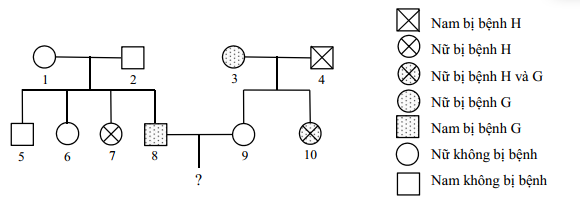 1
2
3
4
5
6
7
8
9
10
?
Nam bị bệnh H
Nữ bị bệnh H
Nữ bị bệnh H và G
Nữ bị bệnh G
Nam bị bệnh G
Nữ không bị bệnh
Nam không bị bệnh